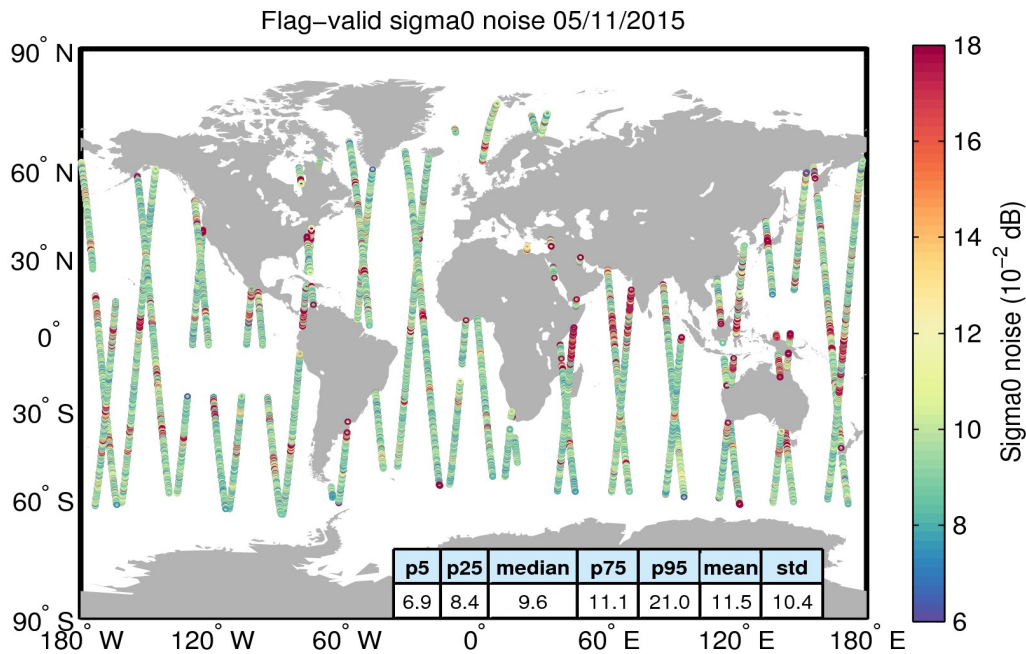 Flag−valid sigma0 noise 05/11/2015
90° N
60° N
30° N
0°
30° S
60° S
90° S
180° W
120° W
60° W
0°
60° E
120° E
180° E
p5 p25 median p75 p95 mean std
6.9 8.4 9.6 11.1 21.0 11.5 10.4
18
16
14
12
10
8
6
Sigma0 noise (10⁻² dB)